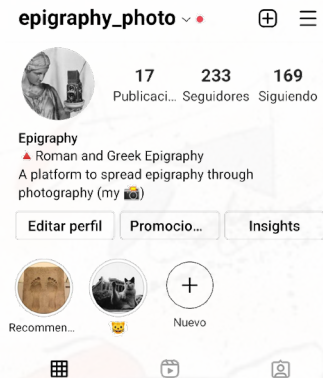 epigraphy_photo
17 233 169
Publicaci... Seguidores Siguiendo
Epigraphy
🔺Roman and Greek Epigraphy
A platform to spread epigraphy through
photography (my 📸)
Editar perfil Promocio... Insights
Recommen... 😺 Nuevo